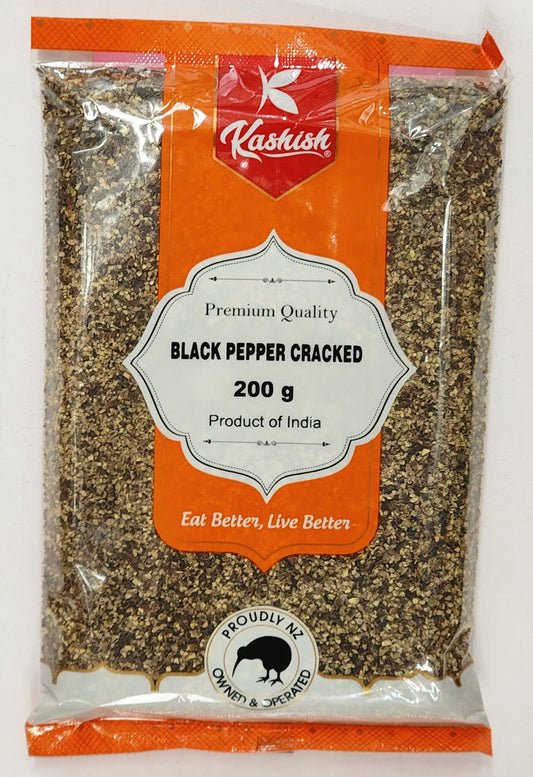 Kashish®
Premium Quality
BLACK PEPPER CRACKED
200 g
Product of India
Eat Better, Live Better
PROUDLY NZ
OWNED & OPERATED